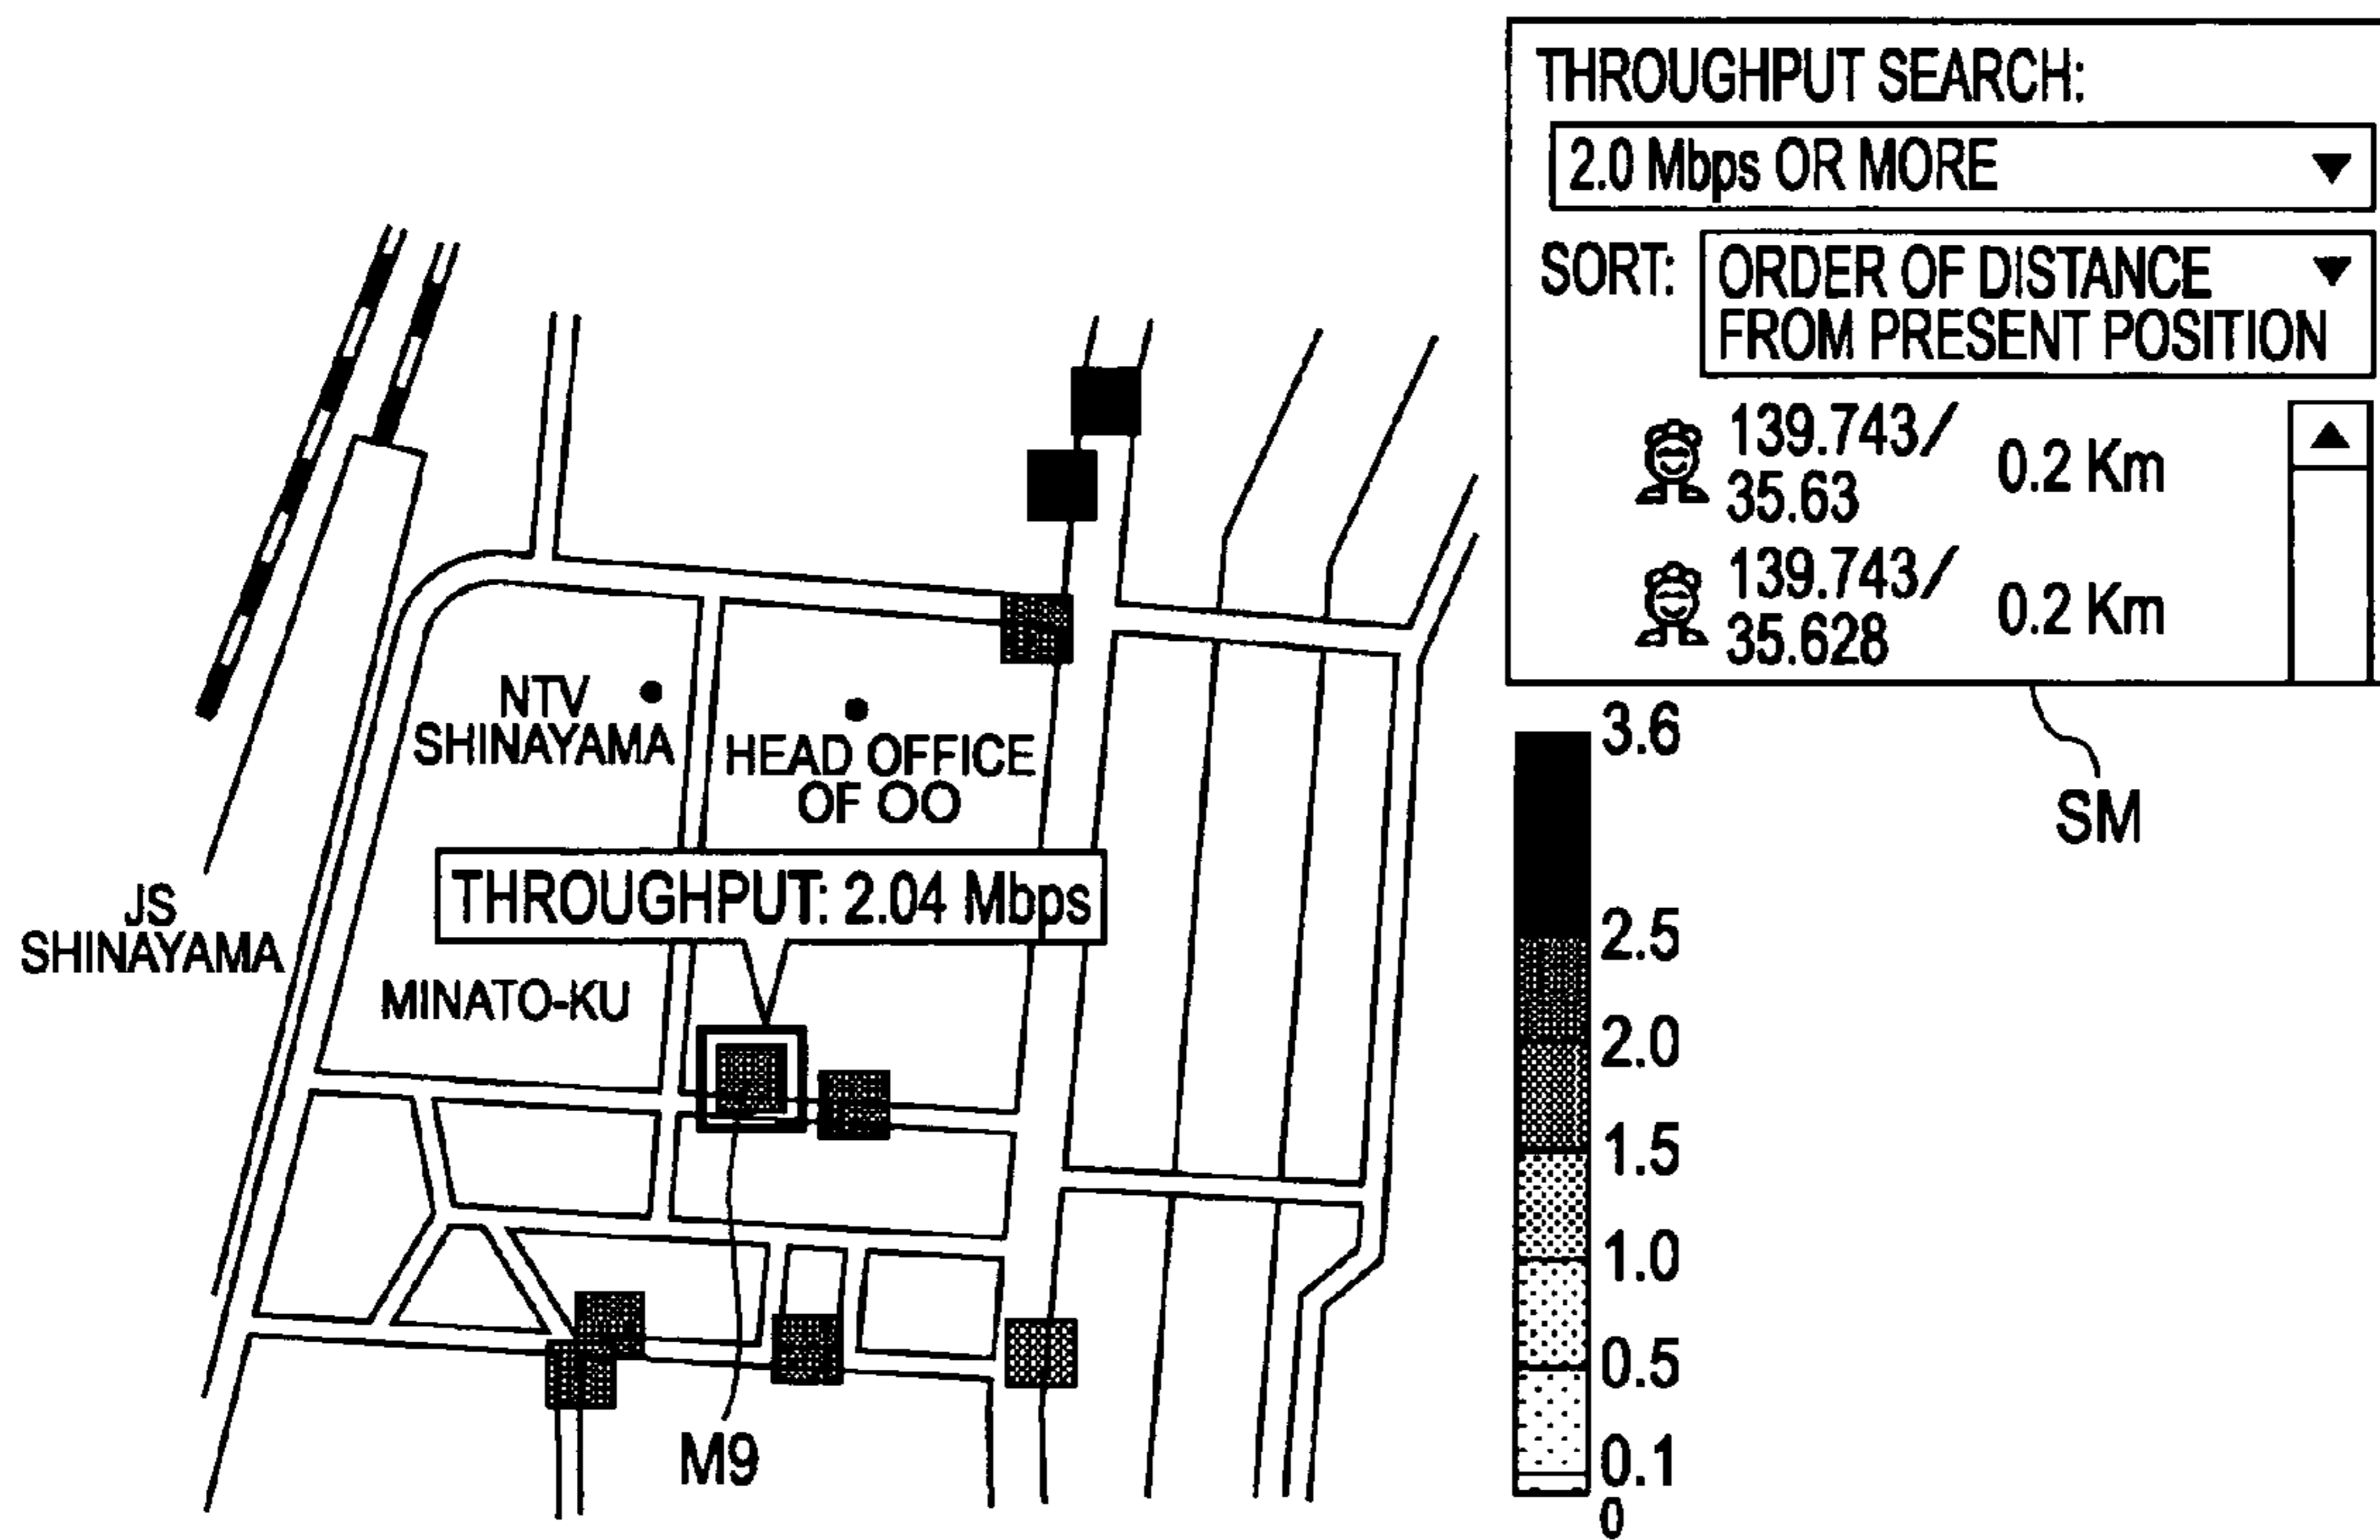 THROUGHPUT SEARCH:
2.0 Mbps OR MORE
SORT:
ORDER OF DISTANCE
FROM PRESENT POSITION
139.743/
35.63
0.2 Km
139.743/
35.628
0.2 Km
SM
NTV
SHINAYAMA
HEAD OFFICE
OF OO
THROUGHPUT: 2.04 Mbps
JS
SHINAYAMA
MINATO-KU
M9
3.6
2.5
2.0
1.5
1.0
0.5
0.1
0